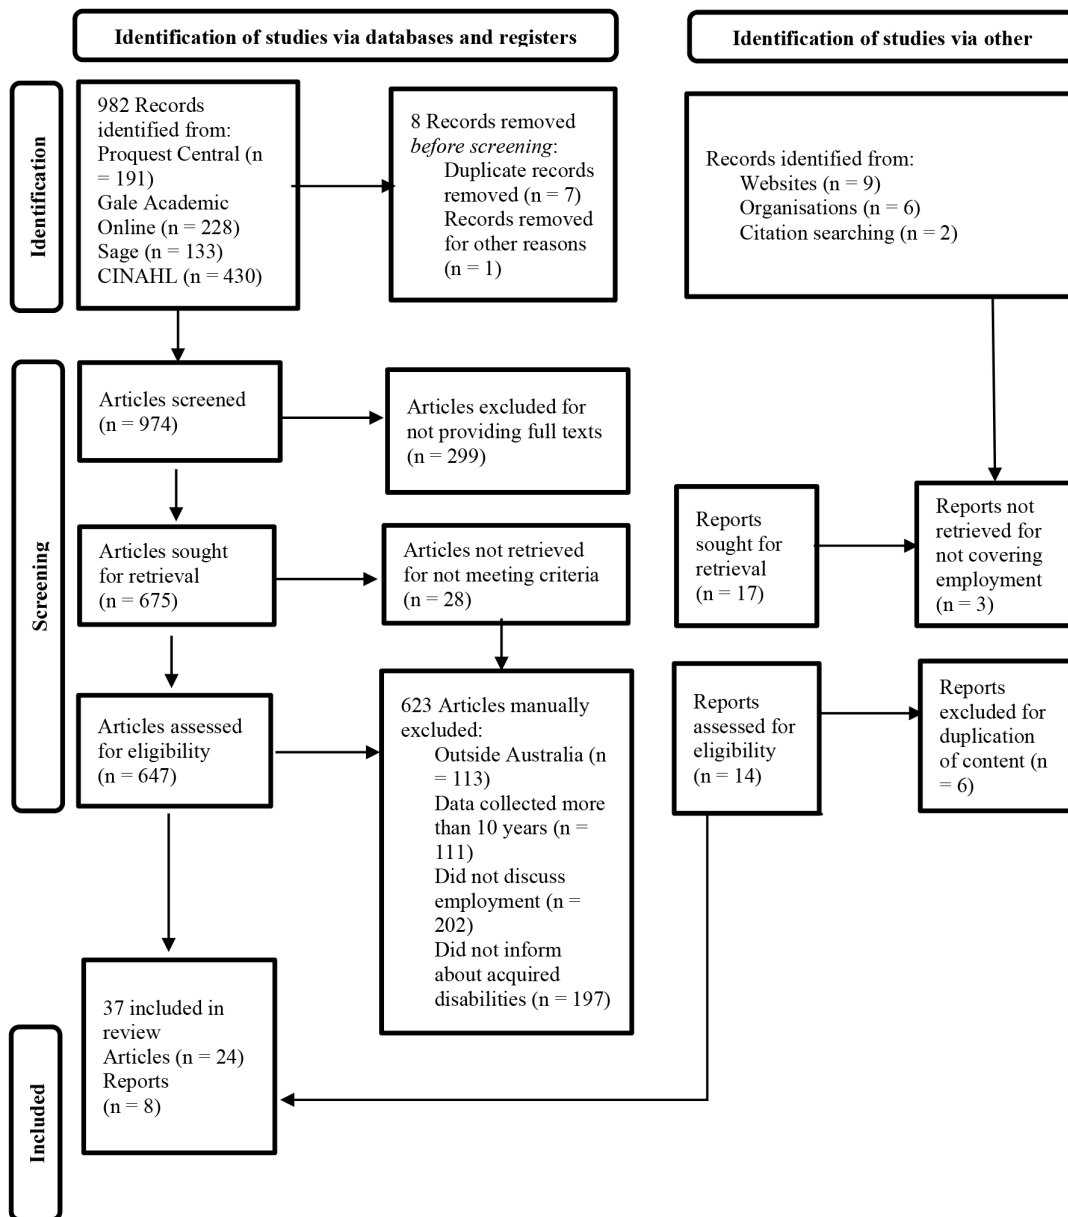 Identification of studies via databases and registers
Identification of studies via other
Identification
982 Records
identified from:
Proquest Central (n
= 191)
Gale Academic
Online (n = 228)
Sage (n = 133)
CINAHL (n = 430)
8 Records removed
before screening:
Duplicate records
removed (n = 7)
Records removed
for other reasons
(n = 1)
Records identified from:
Websites (n = 9)
Organisations (n = 6)
Citation searching (n = 2)
Screening
Articles screened
(n = 974)
Articles excluded for
not providing full texts
(n = 299)
Articles sought
for retrieval
(n = 675)
Articles not retrieved
for not meeting criteria
(n = 28)
Reports
sought for
retrieval
(n = 17)
Reports not
retrieved for
not covering
employment
(n = 3)
Articles assessed
for eligibility
(n = 647)
623 Articles manually
excluded:
Outside Australia (n
= 113)
Data collected more
than 10 years (n =
111)
Did not discuss
employment (n =
202)
Did not inform
about acquired
disabilities (n = 197)
Reports
assessed for
eligibility
(n = 14)
Reports
excluded for
duplication
of content (n
= 6)
Included
37 included in
review
Articles (n = 24)
Reports
(n = 8)